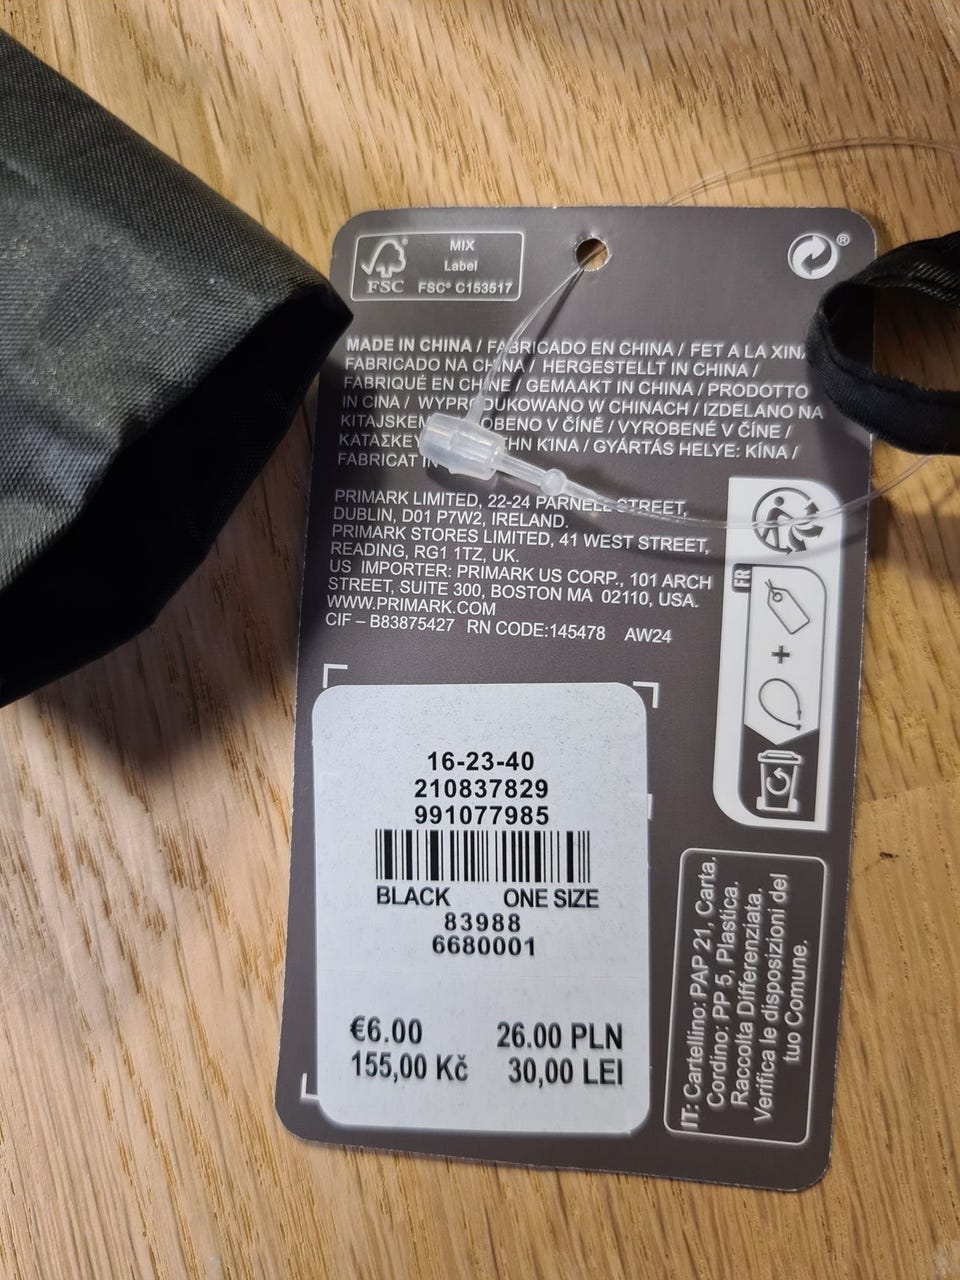 MIX
Label
FSC FSC® C153517
®
MADE IN CHINA / FABRICADO EN CHINA / FET A LA XINA
FABRICADO NA CHINA / HERGESTELLT IN CHINA /
FABRIQUÉ EN CHINE / GEMAAKT IN CHINA / PRODOTTO
IN CINA / WYPRODUKOWANO W CHINACH / IZDELANO NA
/ VYROBENÉ V ČÍNE /
GYÁRTÁS HELYE: KÍNA /
FABRICAT
PRIMARK LIMITED, 22-24 PARNELL STREET,
DUBLIN, D01 P7W2, IRELAND.
PRIMARK STORES LIMITED, 41 WEST STREET,
READING, RG1 1TZ, UK.
US IMPORTER: PRIMARK US CORP., 101 ARCH
STREET, SUITE 300, BOSTON MA 02110, USA.
WWW.PRIMARK.COM
CIF – B83875427 RN CODE:145478 AW24
FR
+
16-23-40
210837829
991077985
BLACK ONE SIZE
83988
6680001
€6.00 26.00 PLN
155,00 Kč 30,00 LEI
IT: Cartellino: PAP 21, Carta.
Cordino: PP 5, Plastica.
Raccolta Differenziata.
Verifica le disposizioni del
tuo Comune.